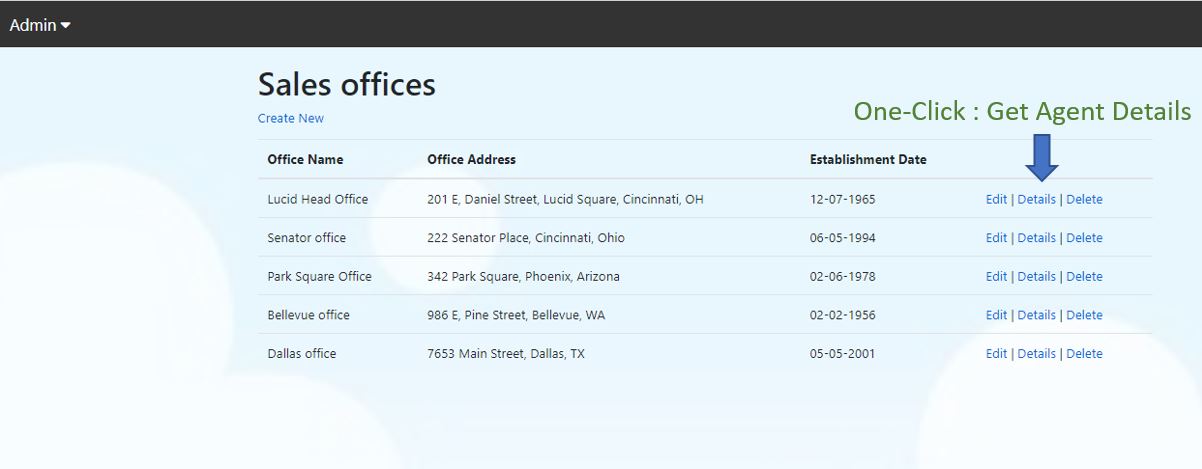 Admin
Sales offices
Create New
One-Click : Get Agent Details
Office Name Office Address Establishment Date
Lucid Head Office 201 E, Daniel Street, Lucid Square, Cincinnati, OH 12-07-1965 Edit | Details | Delete
Senator office 222 Senator Place, Cincinnati, Ohio 06-05-1994 Edit | Details | Delete
Park Square Office 342 Park Square, Phoenix, Arizona 02-06-1978 Edit | Details | Delete
Bellevue office 986 E, Pine Street, Bellevue, WA 02-02-1956 Edit | Details | Delete
Dallas office 7653 Main Street, Dallas, TX 05-05-2001 Edit | Details | Delete